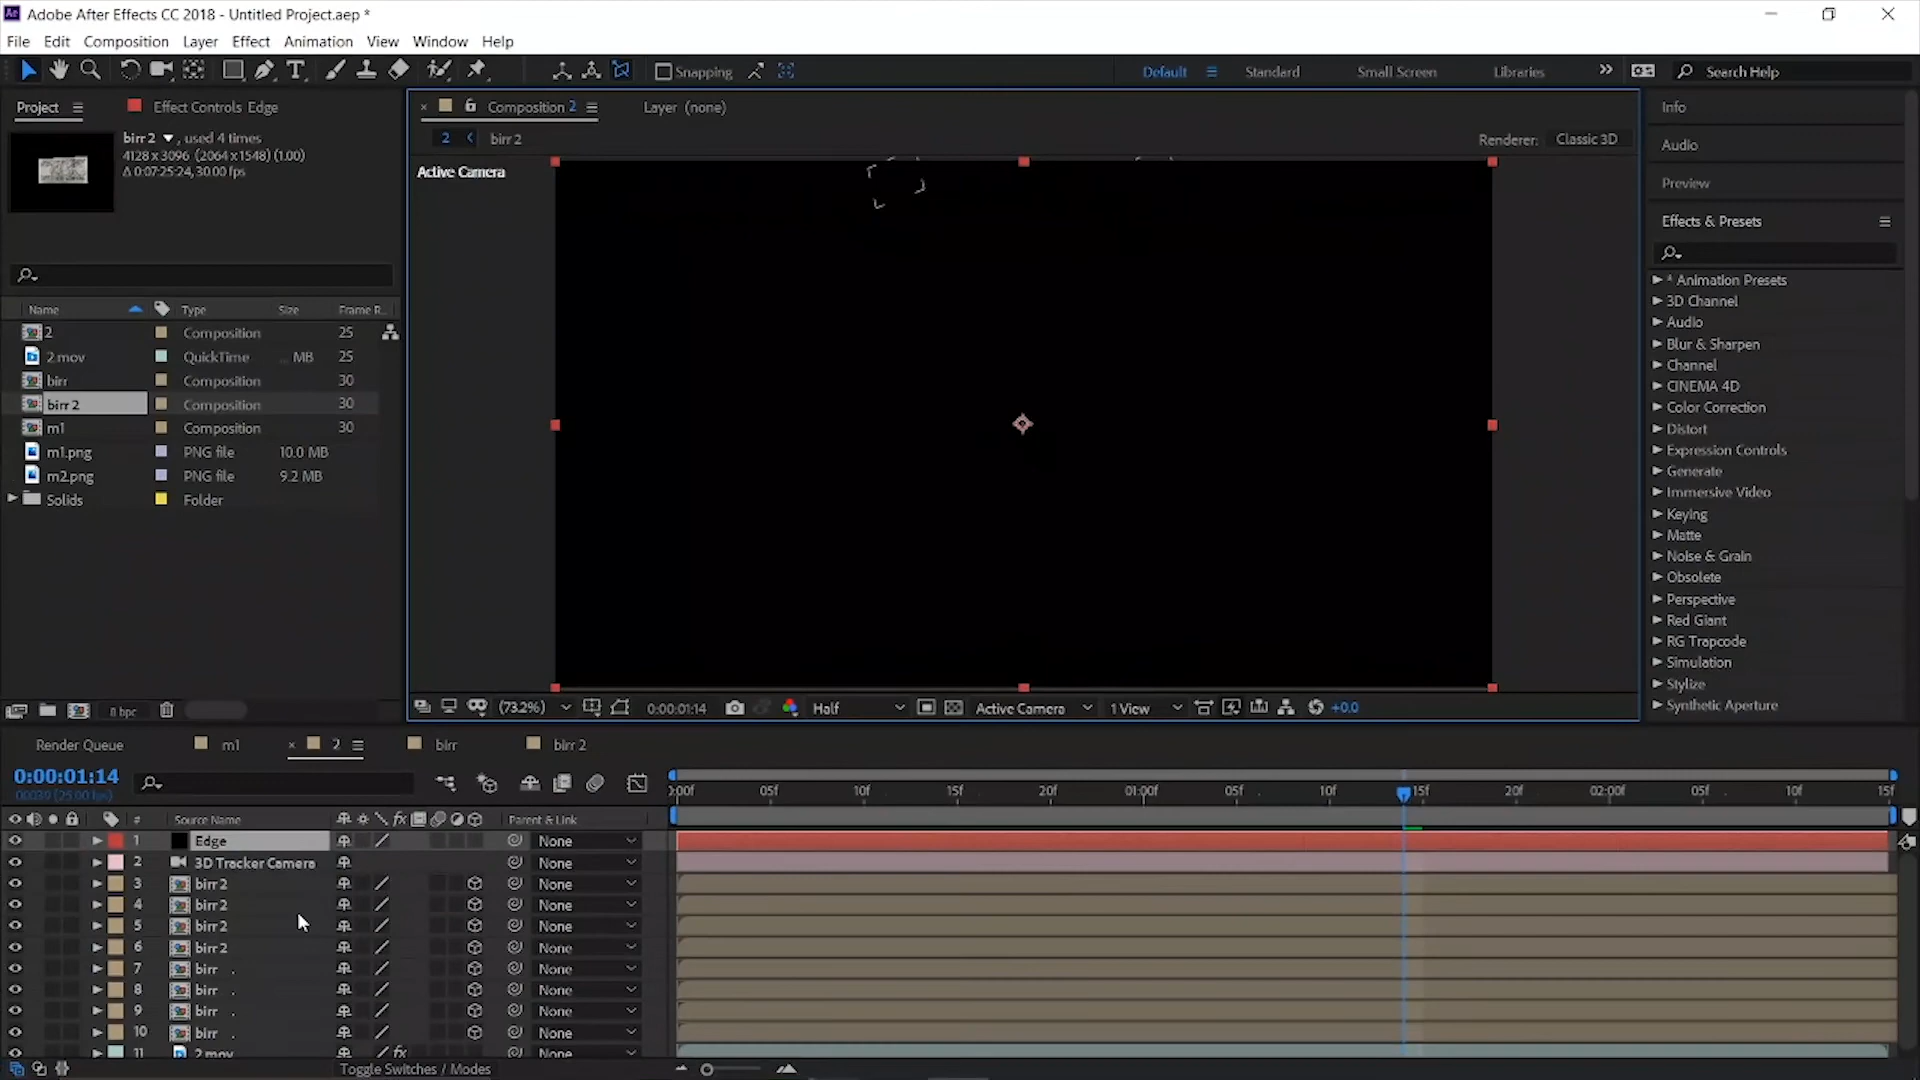 Adobe After Effects CC 2018 - Untitled Project.aep *
File Edit Composition Layer Effect Animation View Window Help
Snapping Default Standard Small Screen Libraries Search Help
Project Effect Controls Edge
birr 2 , used 4 times
4128 x 3096 (2064 x 1548) (1.00)
Δ 0:07:25:24, 30.00 fps
Name Type Size Frame R...
2 Composition 25
2.mov QuickTime ... MB 25
birr Composition 30
birr 2 Composition 30
m1 Composition 30
m1.png PNG file 10.0 MB
m2.png PNG file 9.2 MB
Solids Folder
8 bpc
Composition 2 Layer (none)
2 birr 2 Renderer: Classic 3D
Active Camera
(73.2%) 0:00:01:14 Half Active Camera 1 View +0.0
Info
Audio
Preview
Effects & Presets
* Animation Presets
3D Channel
Audio
Blur & Sharpen
Channel
CINEMA 4D
Color Correction
Distort
Expression Controls
Generate
Immersive Video
Keying
Matte
Noise & Grain
Obsolete
Perspective
Red Giant
RG Trapcode
Simulation
Stylize
Synthetic Aperture
Render Queue m1 2 birr birr 2
0:00:01:14
00039 (25.00 fps)
0:00f 05f 10f 15f 20f 01:00f 05f 10f 15f 20f 02:00f 05f 10f 15f
# Source Name fx Parent & Link
1 Edge None
2 3D Tracker Camera None
3 birr 2 None
4 birr 2 None
5 birr 2 None
6 birr 2 None
7 birr None
8 birr None
9 birr None
10 birr None
11 2.mov fx None
Toggle Switches / Modes